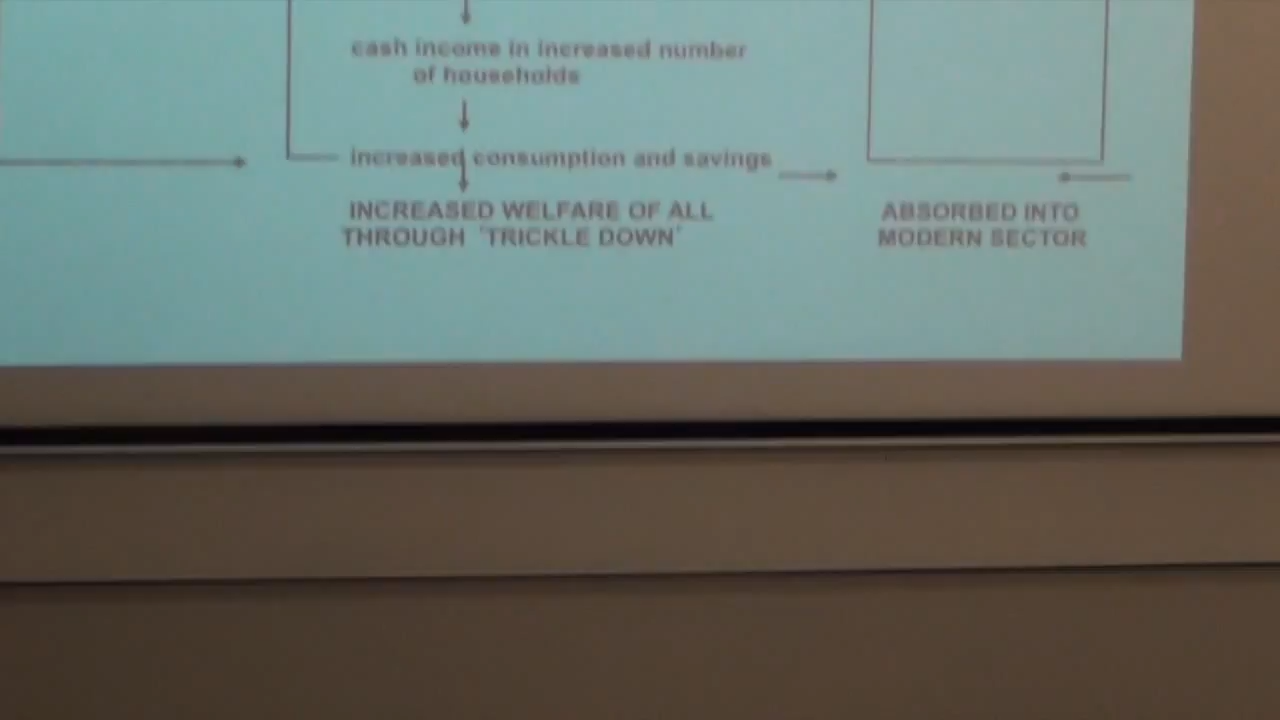 cash income in increased number
of households
increased consumption and savings
INCREASED WELFARE OF ALL
THROUGH 'TRICKLE DOWN'
ABSORBED INTO
MODERN SECTOR